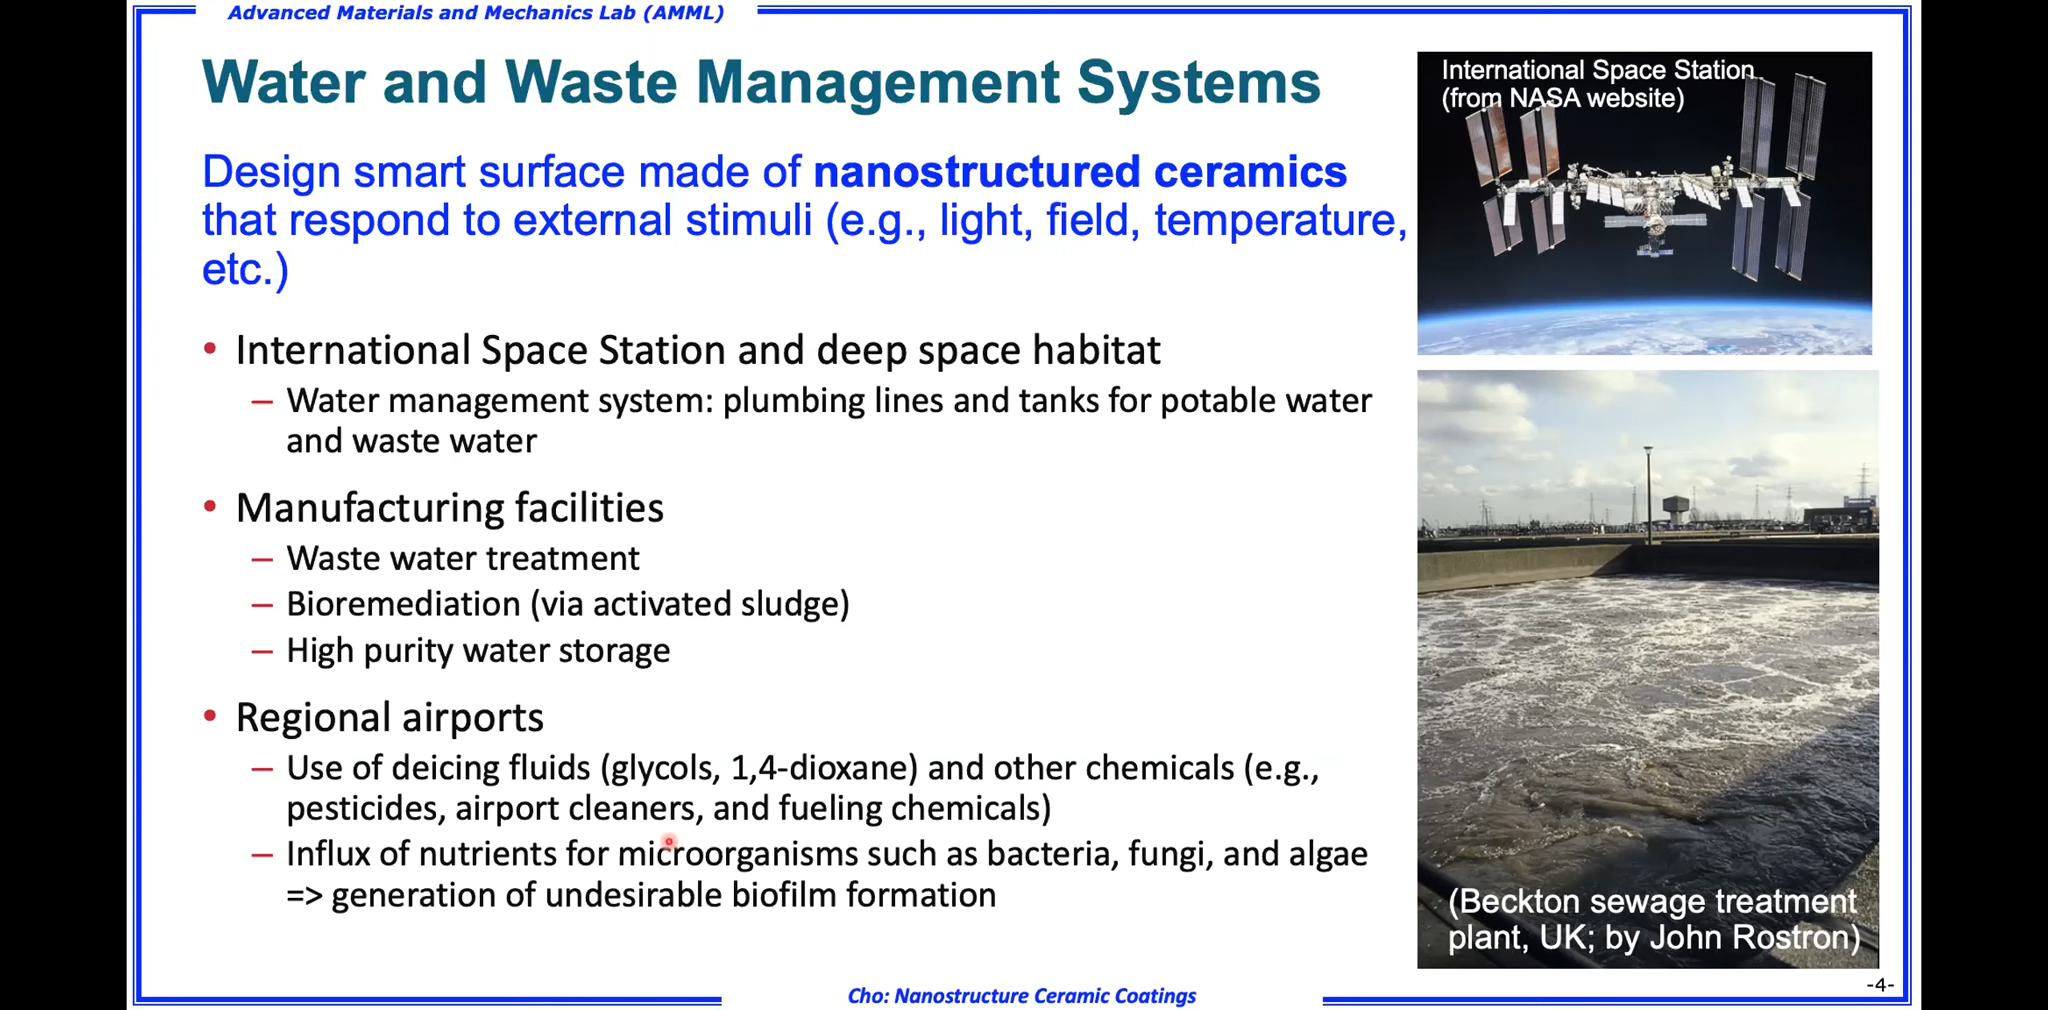 Advanced Materials and Mechanics Lab (AMML)
Water and Waste Management Systems
Design smart surface made of nanostructured ceramics
that respond to external stimuli (e.g., light, field, temperature,
etc.)
• International Space Station and deep space habitat
– Water management system: plumbing lines and tanks for potable water
and waste water
• Manufacturing facilities
– Waste water treatment
– Bioremediation (via activated sludge)
– High purity water storage
• Regional airports
– Use of deicing fluids (glycols, 1,4-dioxane) and other chemicals (e.g.,
pesticides, airport cleaners, and fueling chemicals)
– Influx of nutrients for microorganisms such as bacteria, fungi, and algae
=> generation of undesirable biofilm formation
International Space Station
(from NASA website)
(Beckton sewage treatment
plant, UK; by John Rostron)
Cho: Nanostructure Ceramic Coatings
-4-